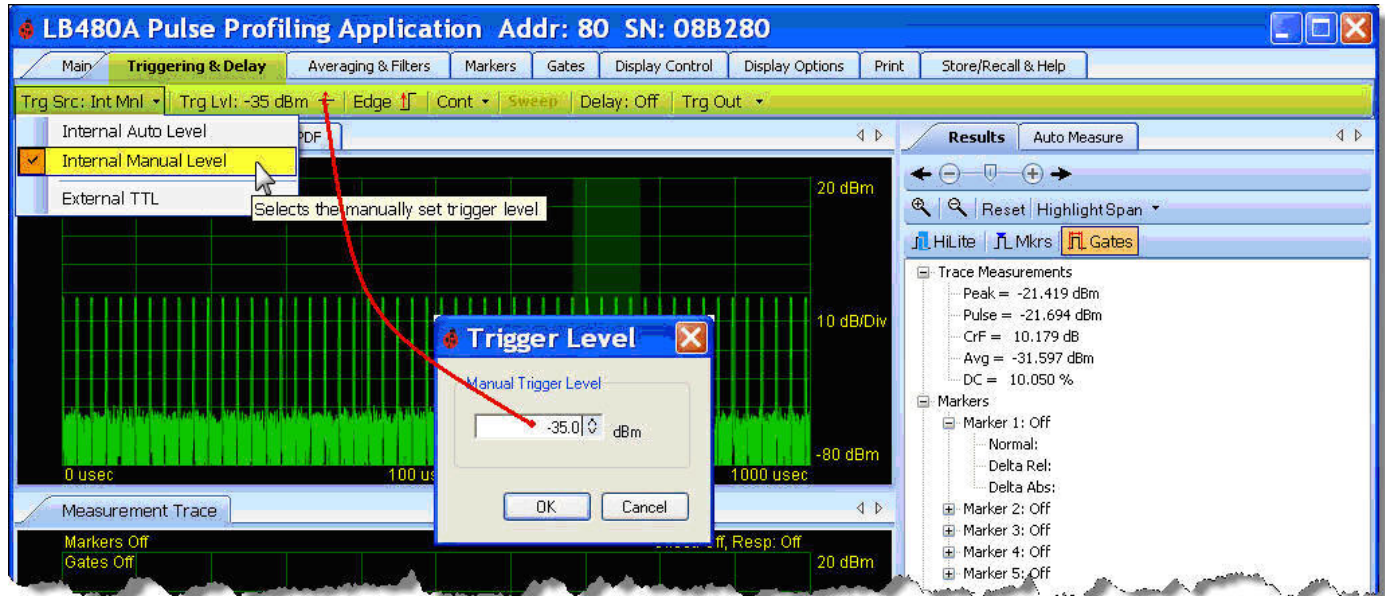 LB480A Pulse Profiling Application Addr: 80 SN: 08B280
Main Triggering & Delay Averaging & Filters Markers Gates Display Control Display Options Print Store/Recall & Help
Trg Src: Int Mnl Trg Lvl: -35 dBm Edge Cont Sweep Delay: Off Trg Out
Internal Auto Level
Internal Manual Level
External TTL
Selects the manually set trigger level
PDF
20 dBm
10 dB/Div
-80 dBm
0 usec
1000 usec
Trigger Level
Manual Trigger Level
-35.0 dBm
OK Cancel
Measurement Trace
Markers Off
Gates Off
Resp: Off
20 dBm
Results Auto Measure
Reset Highlight Span
HiLite Mkrs Gates
Trace Measurements
Peak = -21.419 dBm
Pulse = -21.694 dBm
CrF = 10.179 dB
Avg = -31.597 dBm
DC = 10.050 %
Markers
Marker 1: Off
Normal:
Delta Rel:
Delta Abs:
Marker 2: Off
Marker 3: Off
Marker 4: Off
Marker 5: Off